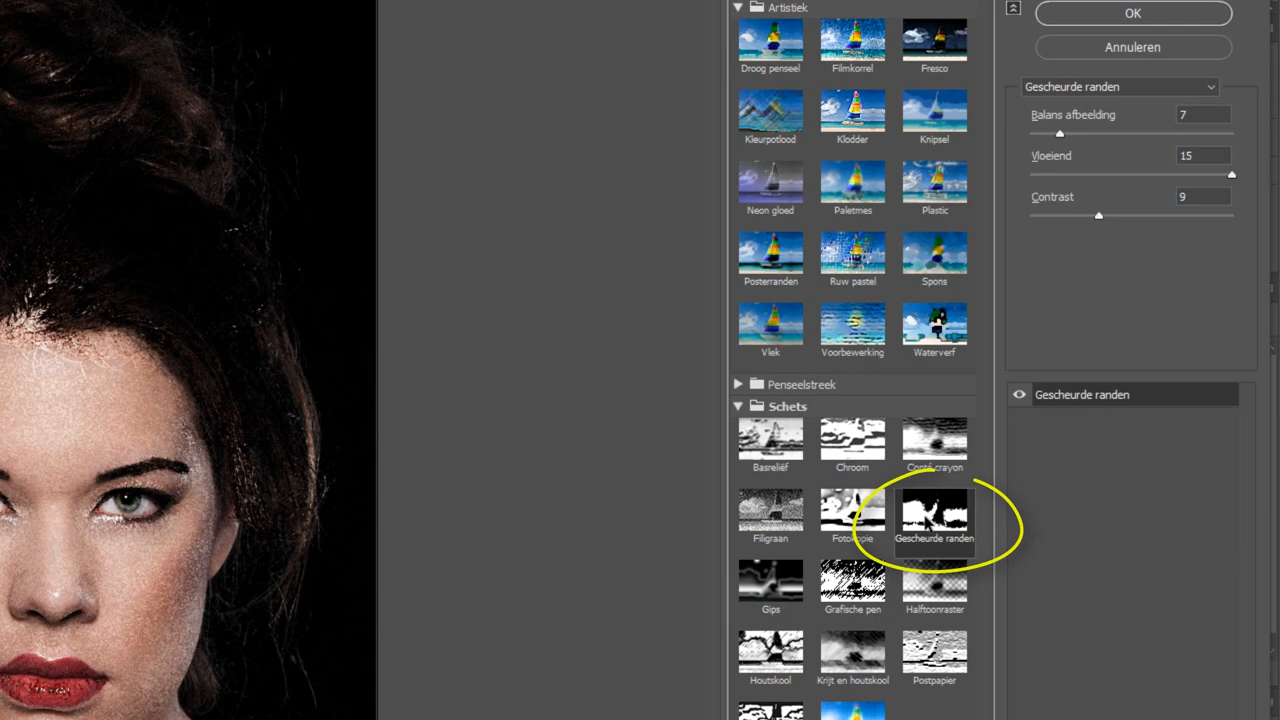 Artistiek
Droog penseel
Filmkorrel
Fresco
Kleurpotlood
Klodder
Knipsel
Neon gloed
Paletmes
Plastic
Posterranden
Ruw pastel
Spons
Vlek
Voorbewerking
Waterverf
Penseelstreek
Schets
Basreliëf
Chroom
Conté crayon
Filigraan
Fotokopie
Gescheurde randen
Gips
Grafische pen
Halftoonraster
Houtskool
Krijt en houtskool
Postpapier
OK
Annuleren
Gescheurde randen
Balans afbeelding 7
Vloeiend 15
Contrast 9
Gescheurde randen